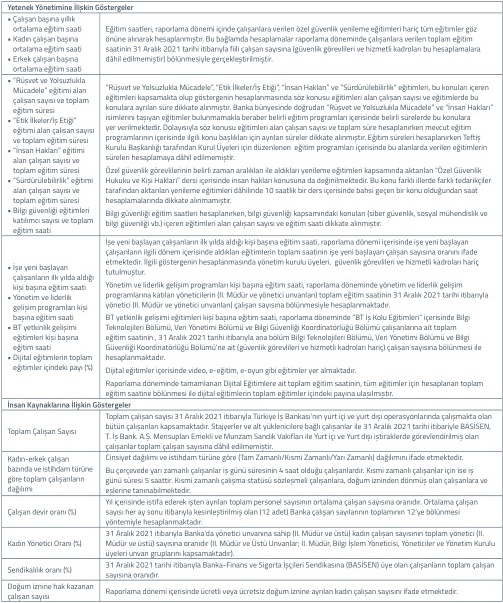 Yetenek Yönetimine İlişkin Göstergeler
• Çalışan başına yıllık
ortalama eğitim saati
• Kadın çalışan başına
ortalama eğitim saati
• Erkek çalışan başına
ortalama eğitim saati
Eğitim saatleri, raporlama dönemi içinde çalışanlara verilen özel güvenlik yenileme eğitimleri hariç tüm eğitimler göz
önüne alınarak hesaplanmıştır. Bu bağlamda hesaplamalar raporlama döneminde çalışanlara verilen toplam eğitim
saatinin 31 Aralık 2021 tarihi itibarıyla fiili çalışan sayısına (güvenlik görevlileri ve hizmetli kadroları bu hesaplamalara
dâhil edilmemiştir) bölünmesiyle gerçekleştirilmiştir.
• "Rüşvet ve Yolsuzlukla
Mücadele" eğitimi alan
çalışan sayısı ve toplam
eğitim süresi
• "Etik İlkeler/İş Etiği"
eğitimi alan çalışan sayısı
ve toplam eğitim süresi
• "İnsan Hakları" eğitimi
alan çalışan sayısı ve
toplam eğitim süresi
• "Sürdürülebilirlik" eğitimi
alan çalışan sayısı ve
toplam eğitim süresi
• Bilgi güvenliği eğitimleri
katılımcı sayısı ve toplam
eğitim saati
"Rüşvet ve Yolsuzlukla Mücadele", "Etik İlkeler/İş Etiği", "İnsan Hakları" ve "Sürdürülebilirlik" eğitimleri, bu konuları içeren
eğitimleri kapsamakta olup göstergenin hesaplanmasında söz konusu eğitimleri alan çalışan sayısı ve eğitimlerde bu
konulara ayrılan süre dikkate alınmıştır. Banka bünyesinde doğrudan "Rüşvet ve Yolsuzlukla Mücadele" ve "İnsan Hakları"
isimlerini taşıyan eğitimler bulunmamakla beraber belirli eğitim programları içerisinde belirli sürelerde bu konulara
yer verilmektedir. Dolayısıyla söz konusu eğitimleri alan çalışan sayısı ve toplam süre hesaplanırken mevcut eğitim
programlarının içerisinde ilgili konu başlıkları için ayrılan süreler dikkate alınmıştır. Eğitim süreleri hesaplanırken Teftiş
Kurulu Başkanlığı tarafından Kurul Üyeleri için düzenlenen eğitim programları içerisinde bu alanlarda verilen eğitimlerin
süreleri hesaplamaya dâhil edilmemiştir.
Özel güvenlik görevlilerinin belirli zaman aralıkları ile aldıkları yenileme eğitimleri kapsamında aktarılan "Özel Güvenlik
Hukuku ve Kişi Hakları" dersi içerisinde insan hakları konusuna da değinilmektedir. Bu konu farklı illerde farklı tedarikçiler
tarafından aktarılan yenileme eğitimleri dâhilinde 10 saatlik bir ders içerisinde bahsi geçen bir konu olduğundan saat
hesaplamalarında dikkate alınmamıştır.
Bilgi güvenliği eğitim saatleri hesaplanırken, bilgi güvenliği kapsamındaki konuları (siber güvenlik, sosyal mühendislik ve
bilgi güvenliği vb.) içeren eğitimleri alan çalışan sayısı ve eğitim saati dikkate alınmıştır.
• İşe yeni başlayan
çalışanların ilk yılda aldığı
kişi başına eğitim saati
• Yönetim ve liderlik
gelişim programları kişi
başına eğitim saati
• BT yetkinlik gelişimi
eğitimleri kişi başına
eğitim saati
• Dijital eğitimlerin toplam
eğitimler içindeki payı (%)
İşe yeni başlayan çalışanların ilk yılda aldığı kişi başına eğitim saati, raporlama dönemi içerisinde işe yeni başlayan
çalışanların ilgili dönem içerisinde aldıkları eğitimlerin toplam saatinin işe yeni başlayan çalışan sayısına oranını ifade
etmektedir. İlgili göstergenin hesaplanmasında yönetim kurulu üyeleri, güvenlik görevlileri ve hizmetli kadroları hariç
tutulmuştur.
Yönetim ve liderlik gelişim programları kişi başına eğitim saati, raporlama döneminde yönetim ve liderlik gelişim
programlarına katılan yöneticilerin (II. Müdür ve yönetici unvanları) toplam eğitim saatinin 31 Aralık 2021 tarihi itibarıyla
yönetici (II. Müdür ve yönetici unvanları) çalışan sayısına bölünmesiyle hesaplanmaktadır.
BT yetkinlik gelişimi eğitimleri kişi başına eğitim saati, raporlama döneminde "BT İş Kolu Eğitimleri" içerisinde Bilgi
Teknolojileri Bölümü, Veri Yönetimi Bölümü ve Bilgi Güvenliği Koordinatörlüğü Bölümü çalışanlarına ait toplam
eğitim saatinin , 31 Aralık 2021 tarihi itibarıyla ana bölüm Bilgi Teknolojileri Bölümü, Veri Yönetimi Bölümü ve Bilgi
Güvenliği Koordinatörlüğü Bölümü'ne ait (güvenlik görevlileri ve hizmetli kadroları hariç) çalışan sayısına bölünmesi ile
hesaplanmaktadır.
Dijital eğitimler içerisinde video, e-eğitim, e-oyun gibi eğitimler yer almaktadır.
Raporlama döneminde tamamlanan Dijital Eğitimlere ait toplam eğitim saatinin, tüm eğitimler için hesaplanan toplam
eğitim saatine bölünmesi ile dijital eğitimlerin toplam eğitimler içindeki payına ulaşılmıştır.
İnsan Kaynaklarına İlişkin Göstergeler
Toplam Çalışan Sayısı
Toplam çalışan sayısı 31 Aralık 2021 itibarıyla Türkiye İş Bankası'nın yurt içi ve yurt dışı operasyonlarında çalışmakta olan
bütün çalışanları kapsamaktadır. Stajyerler ve alt yüklenicilere bağlı çalışanlar ile 31 Aralık 2021 tarihi itibariyle BASİSEN,
T. İş Bank. A.Ş. Mensupları Emekli ve Munzam Sandık Vakıfları ile Yurt içi ve Yurt dışı iştiraklerde görevlendirilmiş olan
çalışanlar toplam çalışan sayısına dâhil edilmemiştir.
Kadın-erkek çalışan
bazında ve istihdam türüne
göre toplam çalışanların
dağılımı
Cinsiyet dağılımı ve istihdam türüne göre (Tam Zamanlı/Kısmi Zamanlı/Yarı Zamanlı) dağılımını ifade etmektedir.
Bu çerçevede yarı zamanlı çalışanlar iş günü süresinin 4 saat olduğu çalışanlardır. Kısmi zamanlı çalışanlar için ise iş
günü süresi 5 saattir. Kısmi zamanlı çalışma statüsü sözleşmeli çalışanlara, doğum izninden dönmüş olan çalışanlara ve
eşlerine tanınabilmektedir.
Çalışan devir oranı (%)
Yıl içerisinde istifa ederek işten ayrılan toplam personel sayısının ortalama çalışan sayısına oranıdır. Ortalama çalışan
sayısı her ay sonu itibarıyla kesinleştirilmiş olan (12 adet) Banka çalışan sayılarının toplamının 12'ye bölünmesi
yöntemiyle hesaplanmaktadır.
Kadın Yönetici Oranı (%)
31 Aralık 2021 tarihi itibarıyla Banka'da yönetici unvanına sahip (II. Müdür ve üstü) kadın çalışan sayısının toplam yönetici (II.
Müdür ve üstü) sayısına oranıdır (II. Müdür ve Üstü Unvanlar; II. Müdür, Bilgi İşlem Yöneticisi, Yöneticiler ve Yönetim Kurulu
üyeleri unvan gruplarını kapsamaktadır).
Sendikalılık oranı (%)
31 Aralık 2021 tarihi itibarıyla Banka-Finans ve Sigorta İşçileri Sendikasına (BASİSEN) üye olan çalışanların toplam çalışan
sayısına oranıdır.
Doğum iznine hak kazanan
çalışan sayısı
Raporlama dönemi içerisinde ücretli veya ücretsiz doğum iznine ayrılan kadın çalışan sayısını ifade etmektedir.